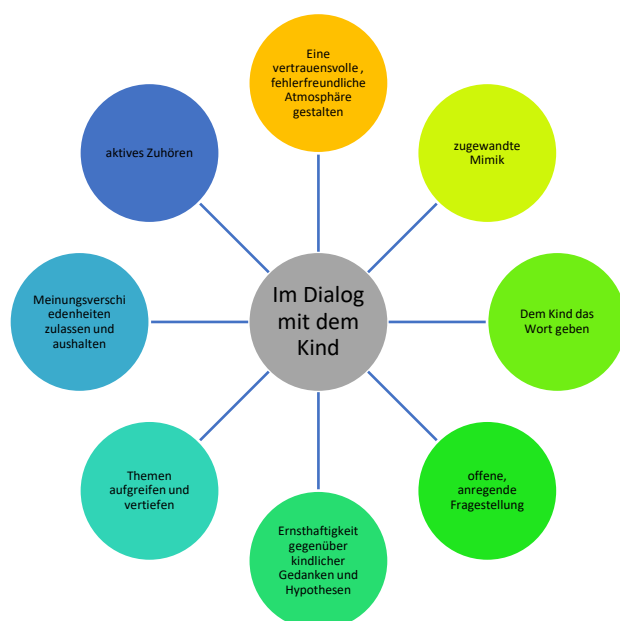 Eine
vertrauensvolle ,
fehlerfreundliche
Atmosphäre
gestalten
zugewandte
Mimik
Dem Kind das
Wort geben
offene,
anregende
Fragestellung
Ernsthaftigkeit
gegenüber
kindlicher
Gedanken und
Hypothesen
Themen
aufgreifen und
vertiefen
Meinungsverschi
edenheiten
zulassen und
aushalten
aktives Zuhören
Im Dialog
mit dem
Kind